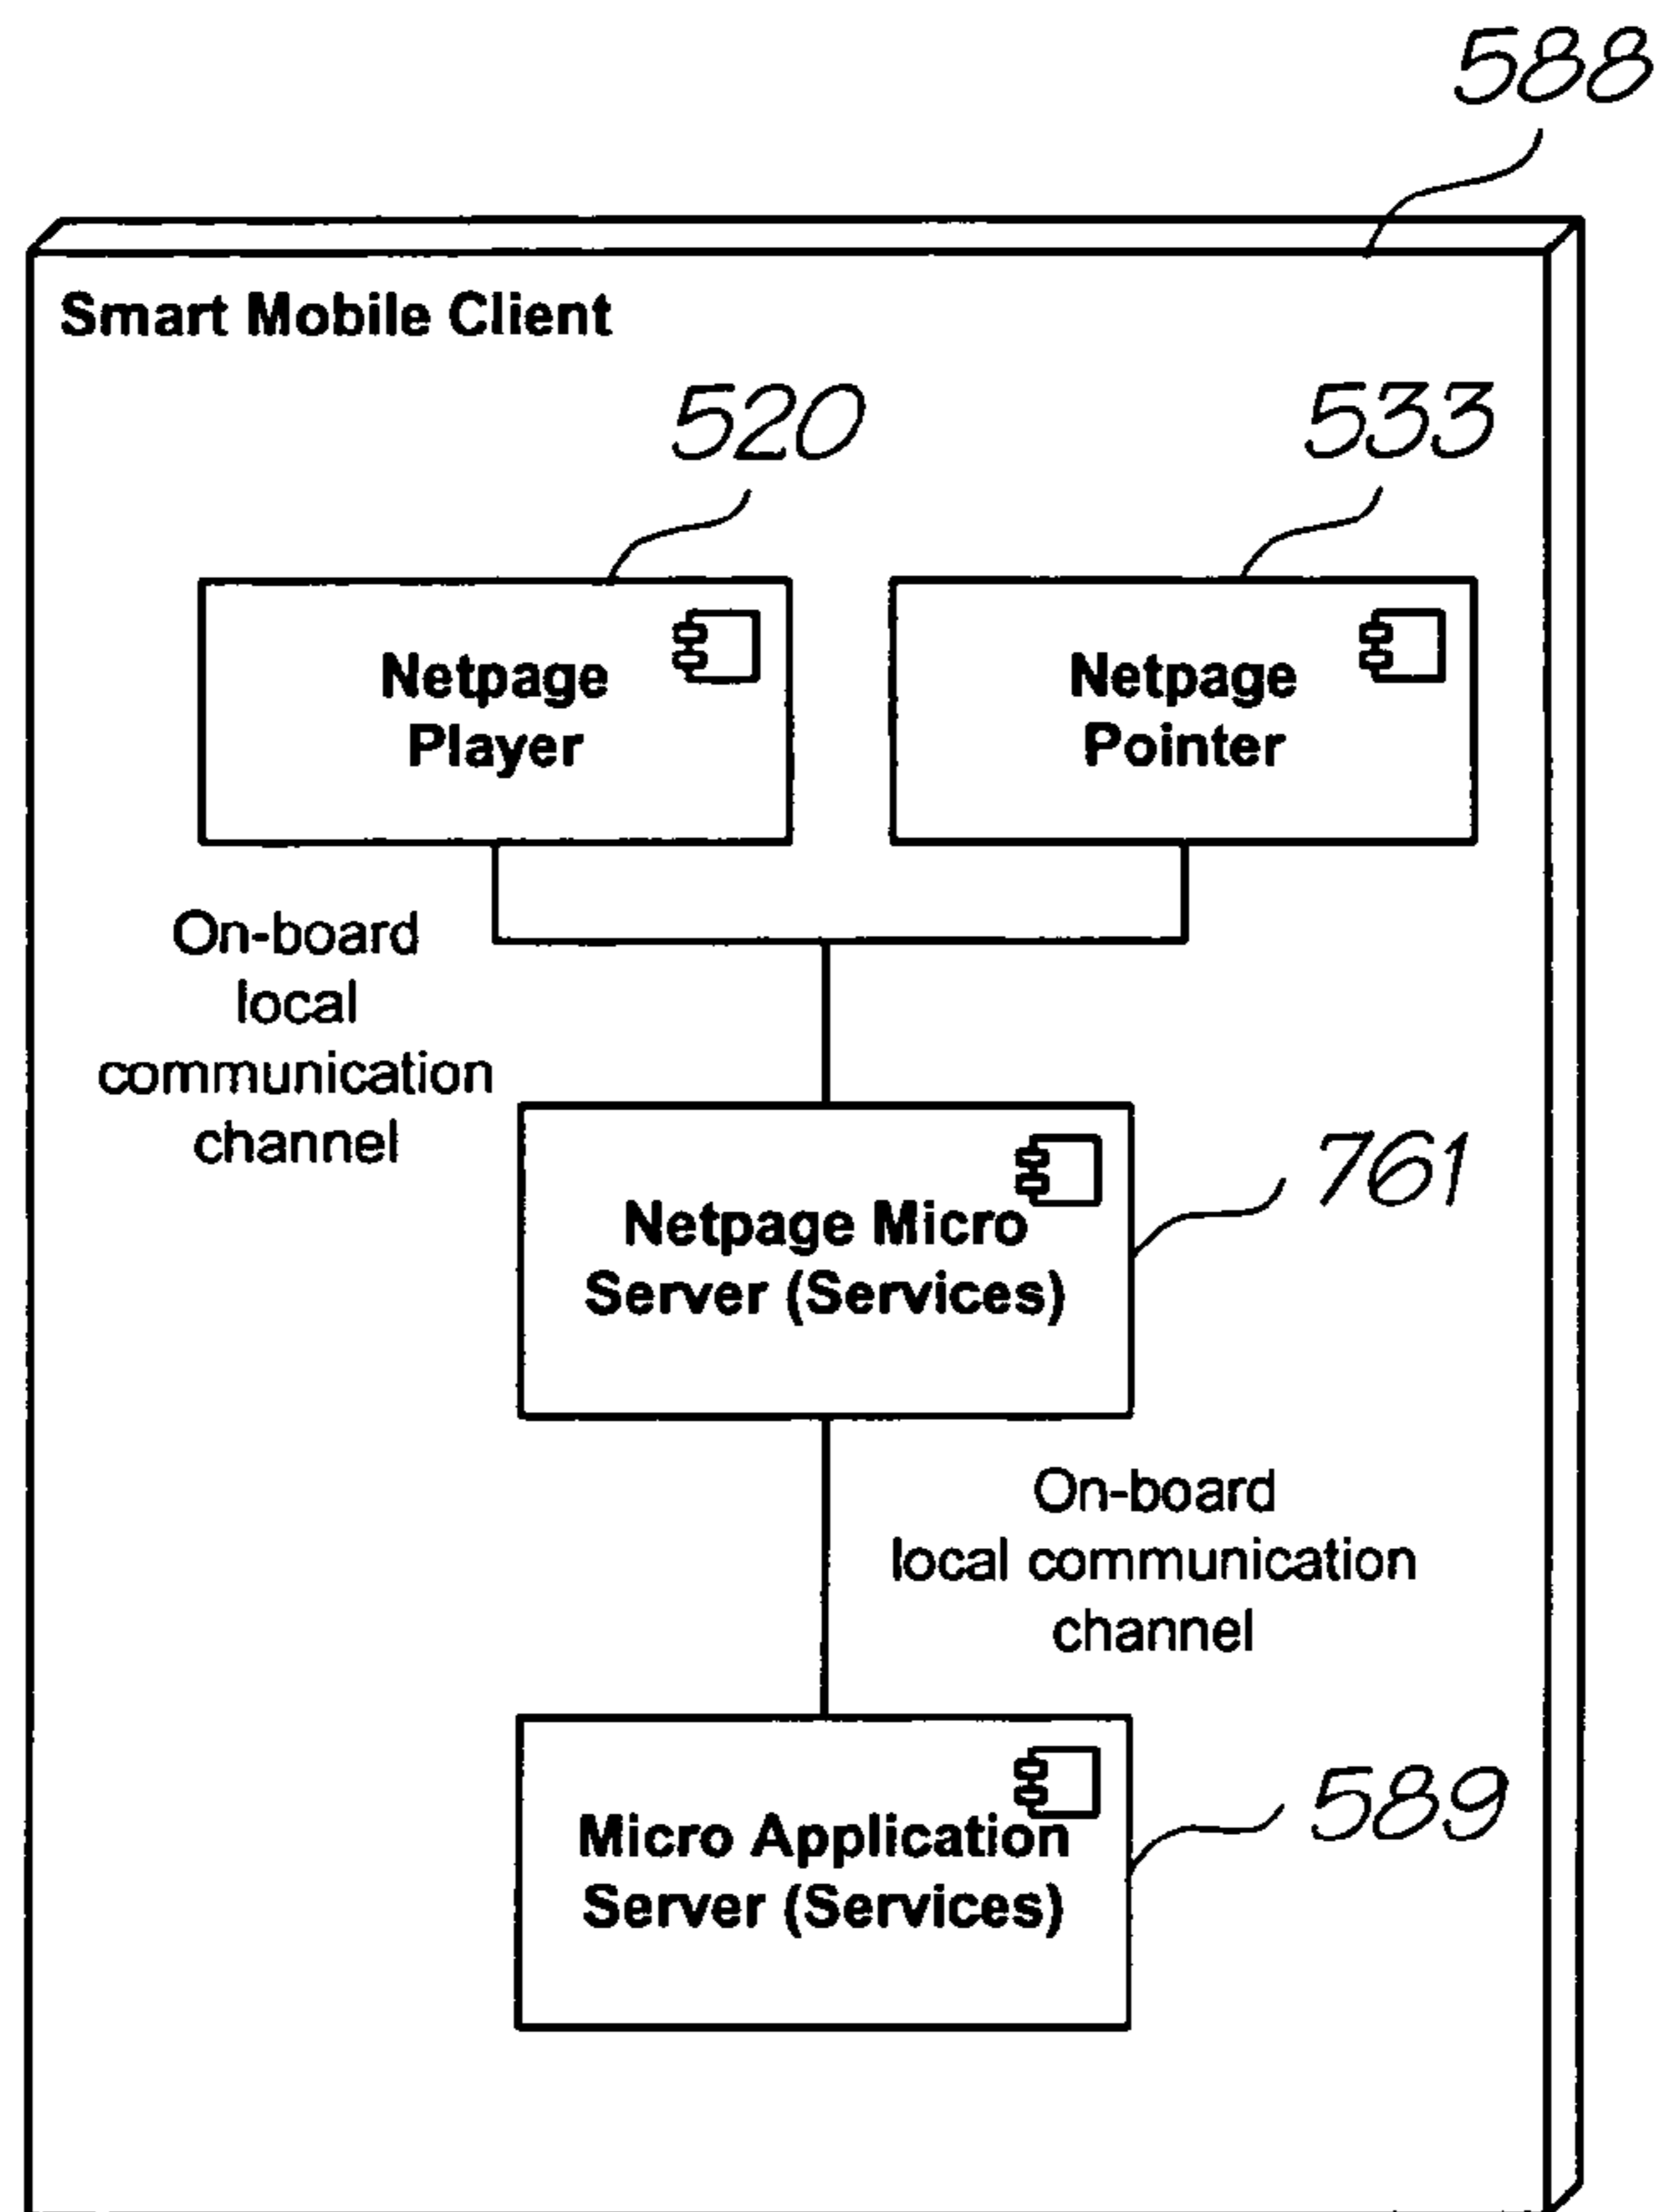 588
Smart Mobile Client
520
533
Netpage
Player
Netpage
Pointer
On-board
local
communication
channel
Netpage Micro
Server (Services)
761
On-board
local communication
channel
Micro Application
Server (Services)
589